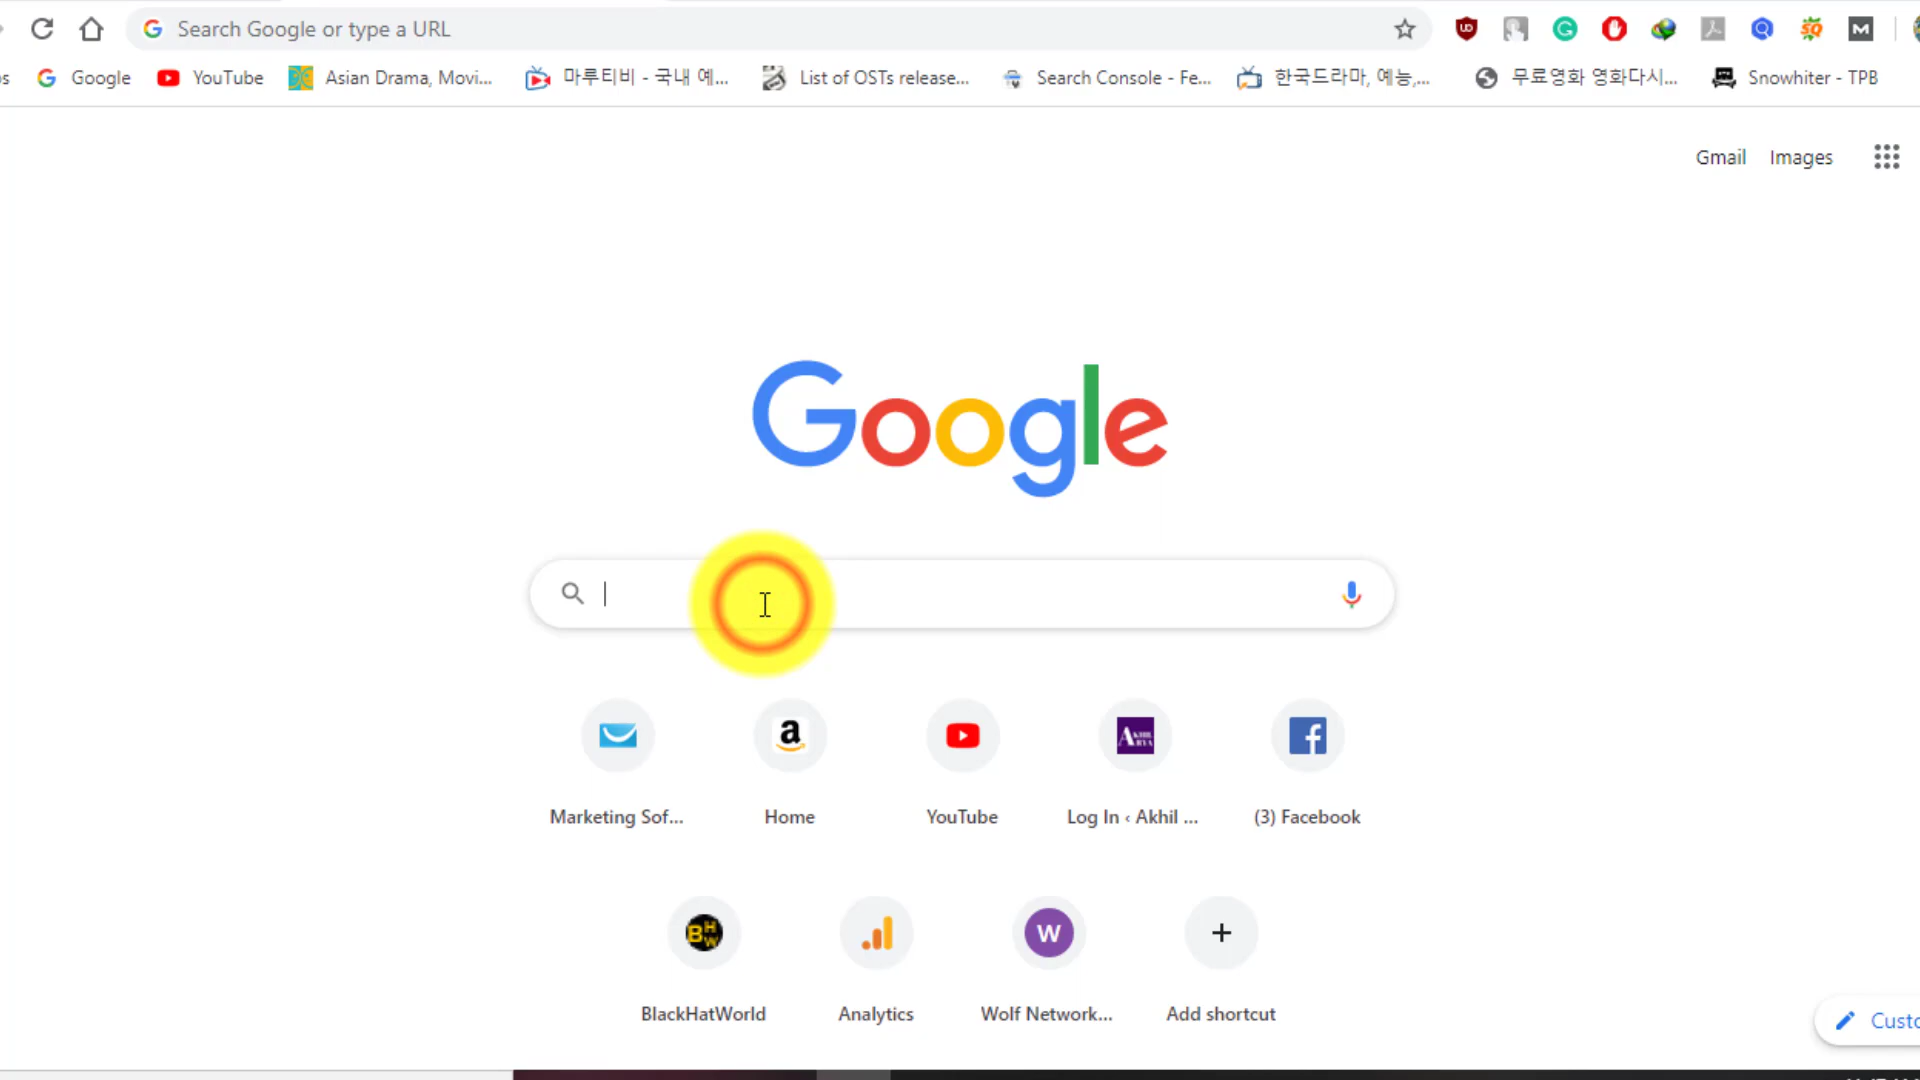 Search Google or type a URL
s Google YouTube Asian Drama, Movi... 마루티비 - 국내 예... List of OSTs release... Search Console - Fe... 한국드라마, 예능,... 무료영화 영화다시... Snowhiter - TPB
Gmail Images
Google
Marketing Sof... Home YouTube Log In ‹ Akhil ... (3) Facebook
BlackHatWorld Analytics Wolf Network... Add shortcut
Custo